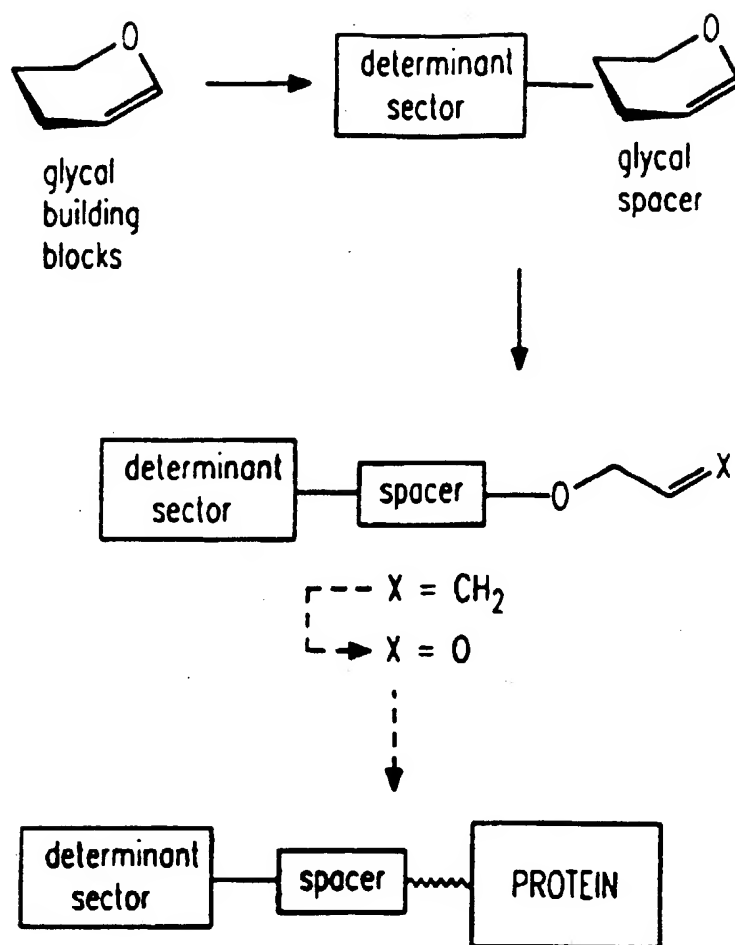 O
glycal
building
blocks
determinant
sector
O
glycal
spacer
determinant
sector
spacer
O
X
X = CH₂
X = O
determinant
sector
spacer
PROTEIN